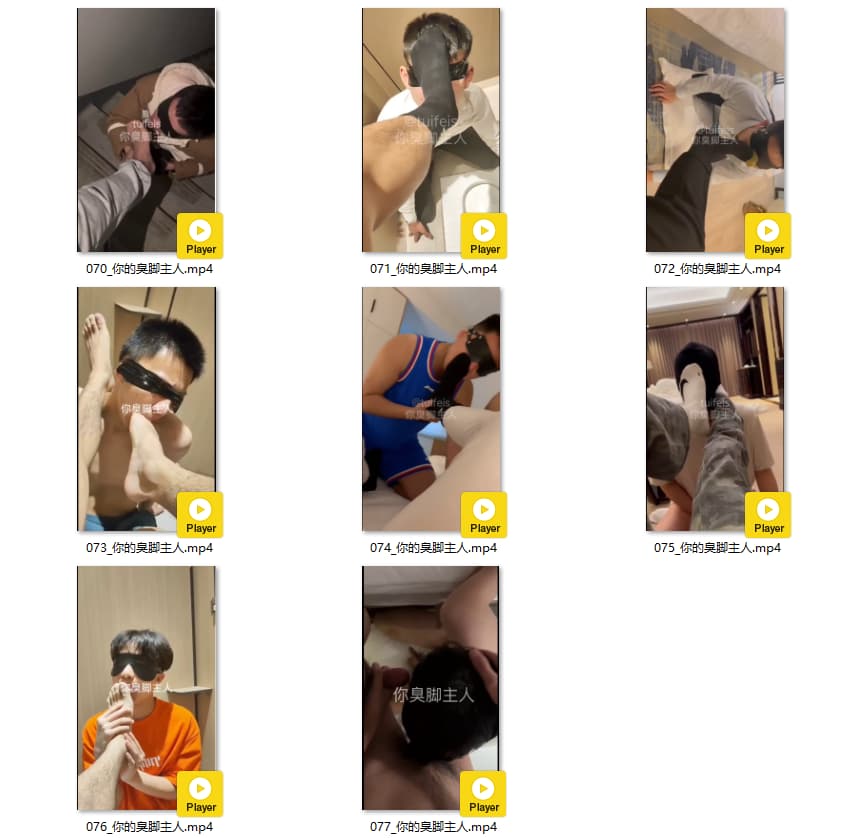 tuifeis
你臭脚主人
Player
@tuifeis
你臭脚主人
Player
@tuifeis
你臭脚主人
Player
070_你的臭脚主人.mp4
071_你的臭脚主人.mp4
072_你的臭脚主人.mp4
你臭脚主人
Player
@tuifeis
你臭脚主人
Player
tuifeis
你臭脚主人
Player
073_你的臭脚主人.mp4
074_你的臭脚主人.mp4
075_你的臭脚主人.mp4
你臭脚主人
Player
你臭脚主人
Player
076_你的臭脚主人.mp4
077_你的臭脚主人.mp4